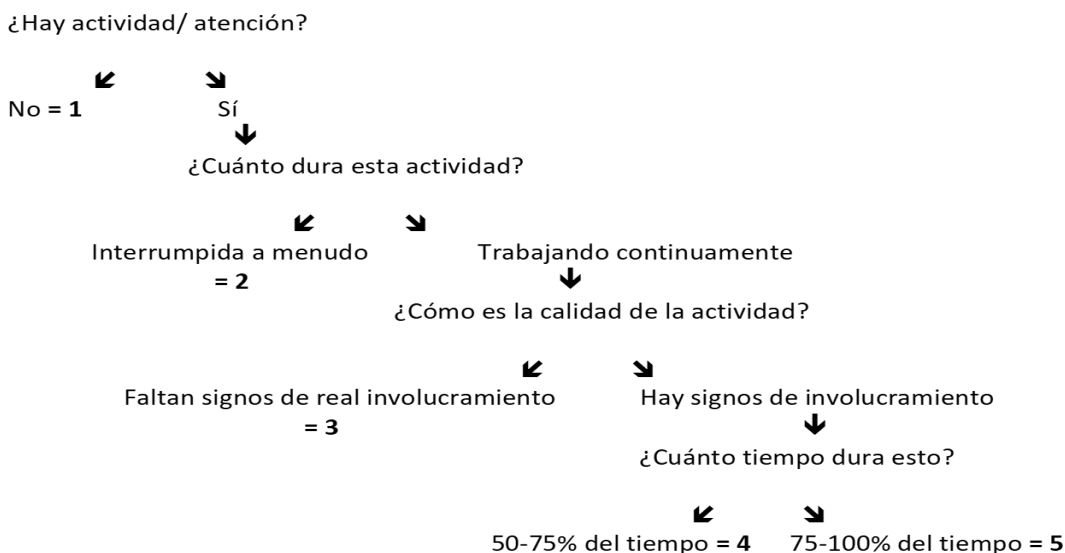 ¿Hay actividad/ atención?
No = 1 Sí
¿Cuánto dura esta actividad?
Interrumpida a menudo Trabajando continuamente
= 2
¿Cómo es la calidad de la actividad?
Faltan signos de real involucramiento Hay signos de involucramiento
= 3
¿Cuánto tiempo dura esto?
50-75% del tiempo = 4 75-100% del tiempo = 5